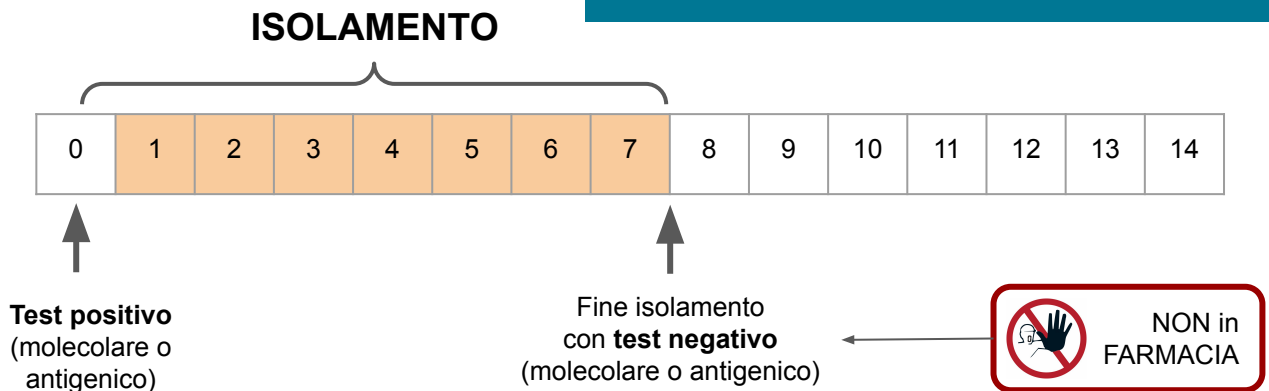 ISOLAMENTO
0 1 2 3 4 5 6 7 8 9 10 11 12 13 14
Test positivo
(molecolare o
antigenico)
Fine isolamento
con test negativo
(molecolare o antigenico)
NON in
FARMACIA